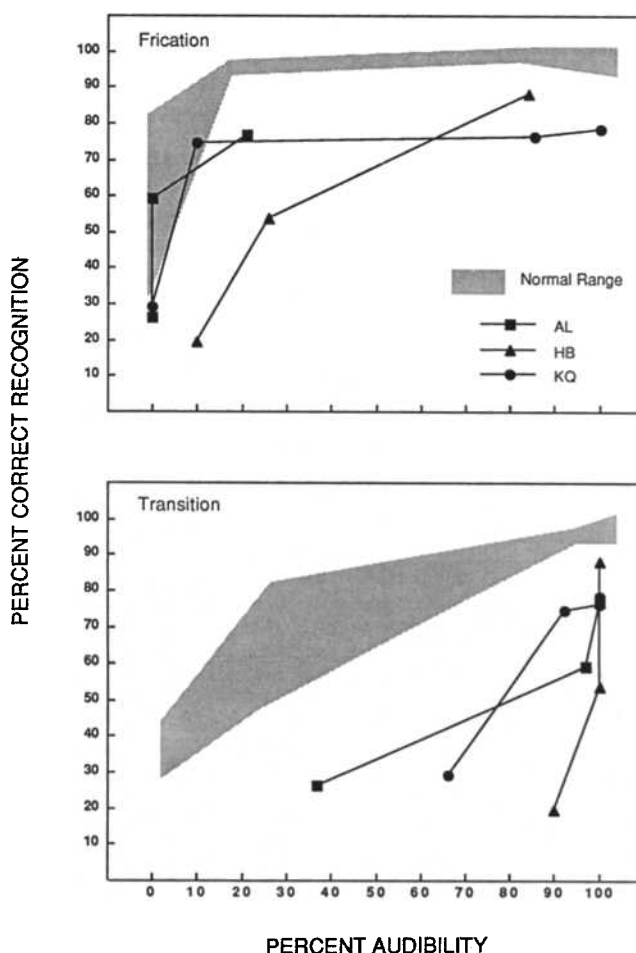 PERCENT CORRECT RECOGNITION
Frication
100
90
80
70
60
50
40
30
20
10
Normal Range
AL
HB
KQ
Transition
100
90
80
70
60
50
40
30
20
10
0 10 20 30 40 50 60 70 80 90 100
PERCENT AUDIBILITY